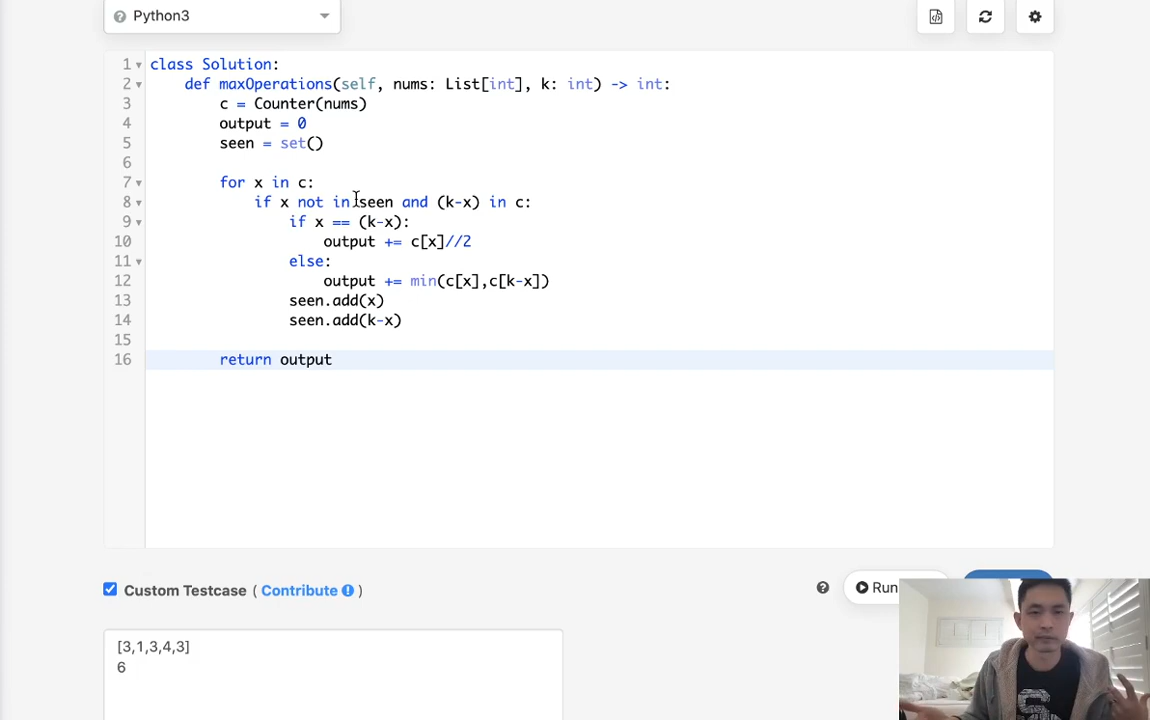 Python3
1 class Solution:
2     def maxOperations(self, nums: List[int], k: int) -> int:
3         c = Counter(nums)
4         output = 0
5         seen = set()
6
7         for x in c:
8             if x not in seen and (k-x) in c:
9                 if x == (k-x):
10                     output += c[x]//2
11                 else:
12                     output += min(c[x],c[k-x])
13                 seen.add(x)
14                 seen.add(k-x)
15
16         return output
Custom Testcase ( Contribute )
Run
[3,1,3,4,3]
6